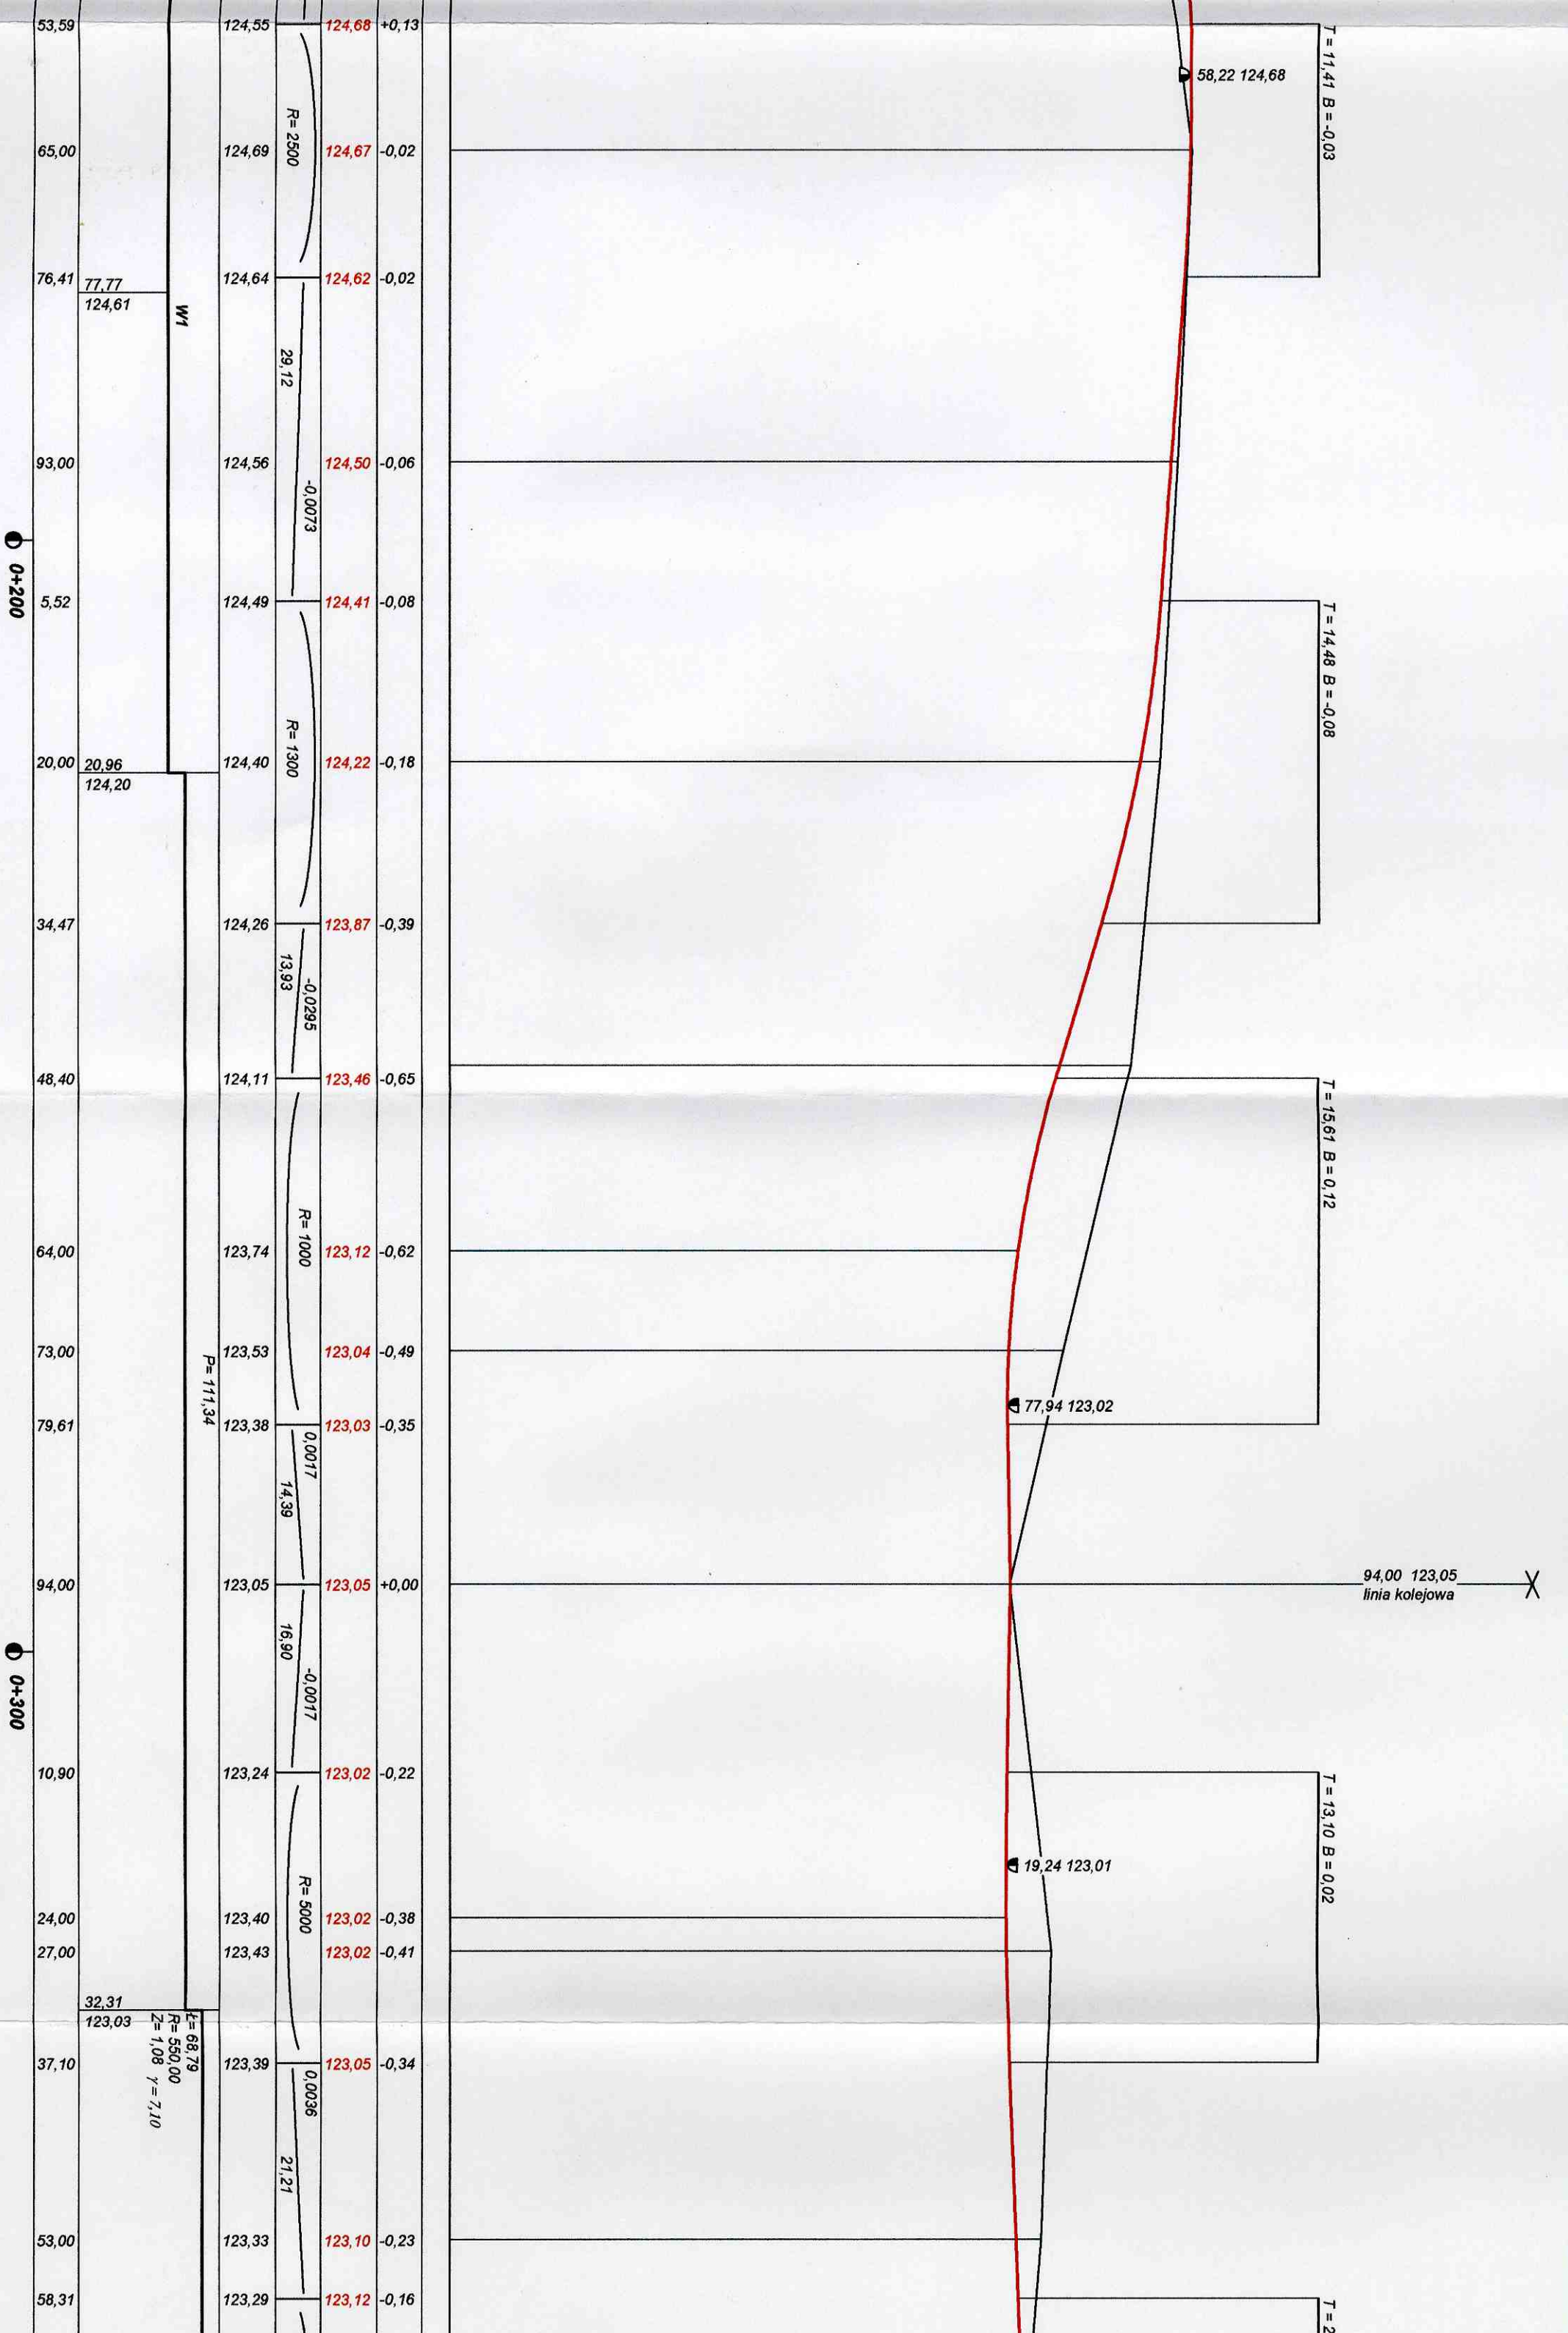 53,59 124,55 124,68 +0,13
T = 11,41 B = -0,03
58,22 124,68
R= 2500
65,00 124,69 124,67 -0,02
76,41 124,64 124,62 -0,02
77,77
124,61
W1
29,12
-0,0073
93,00 124,56 124,50 -0,06
0+200
5,52 124,49 124,41 -0,08
T = 14,48 B = -0,08
R= 1300
20,00 124,40 124,22 -0,18
20,96
124,20
34,47 124,26 123,87 -0,39
13,93
-0,0295
48,40 124,11 123,46 -0,65
T = 15,61 B = 0,12
R= 1000
64,00 123,74 123,12 -0,62
73,00 123,53 123,04 -0,49
P= 111,34
77,94 123,02
79,61 123,38 123,03 -0,35
0,0017
14,39
94,00 123,05 123,05 +0,00
94,00 123,05
linia kolejowa
16,90
-0,0017
0+300
10,90 123,24 123,02 -0,22
T = 13,10 B = 0,02
19,24 123,01
R= 5000
24,00 123,40 123,02 -0,38
27,00 123,43 123,02 -0,41
32,31
123,03
Ł= 68,79
R= 550,00
Z= 1,08 γ = 7,10
37,10 123,39 123,05 -0,34
0,0036
21,21
53,00 123,33 123,10 -0,23
58,31 123,29 123,12 -0,16
T = 2